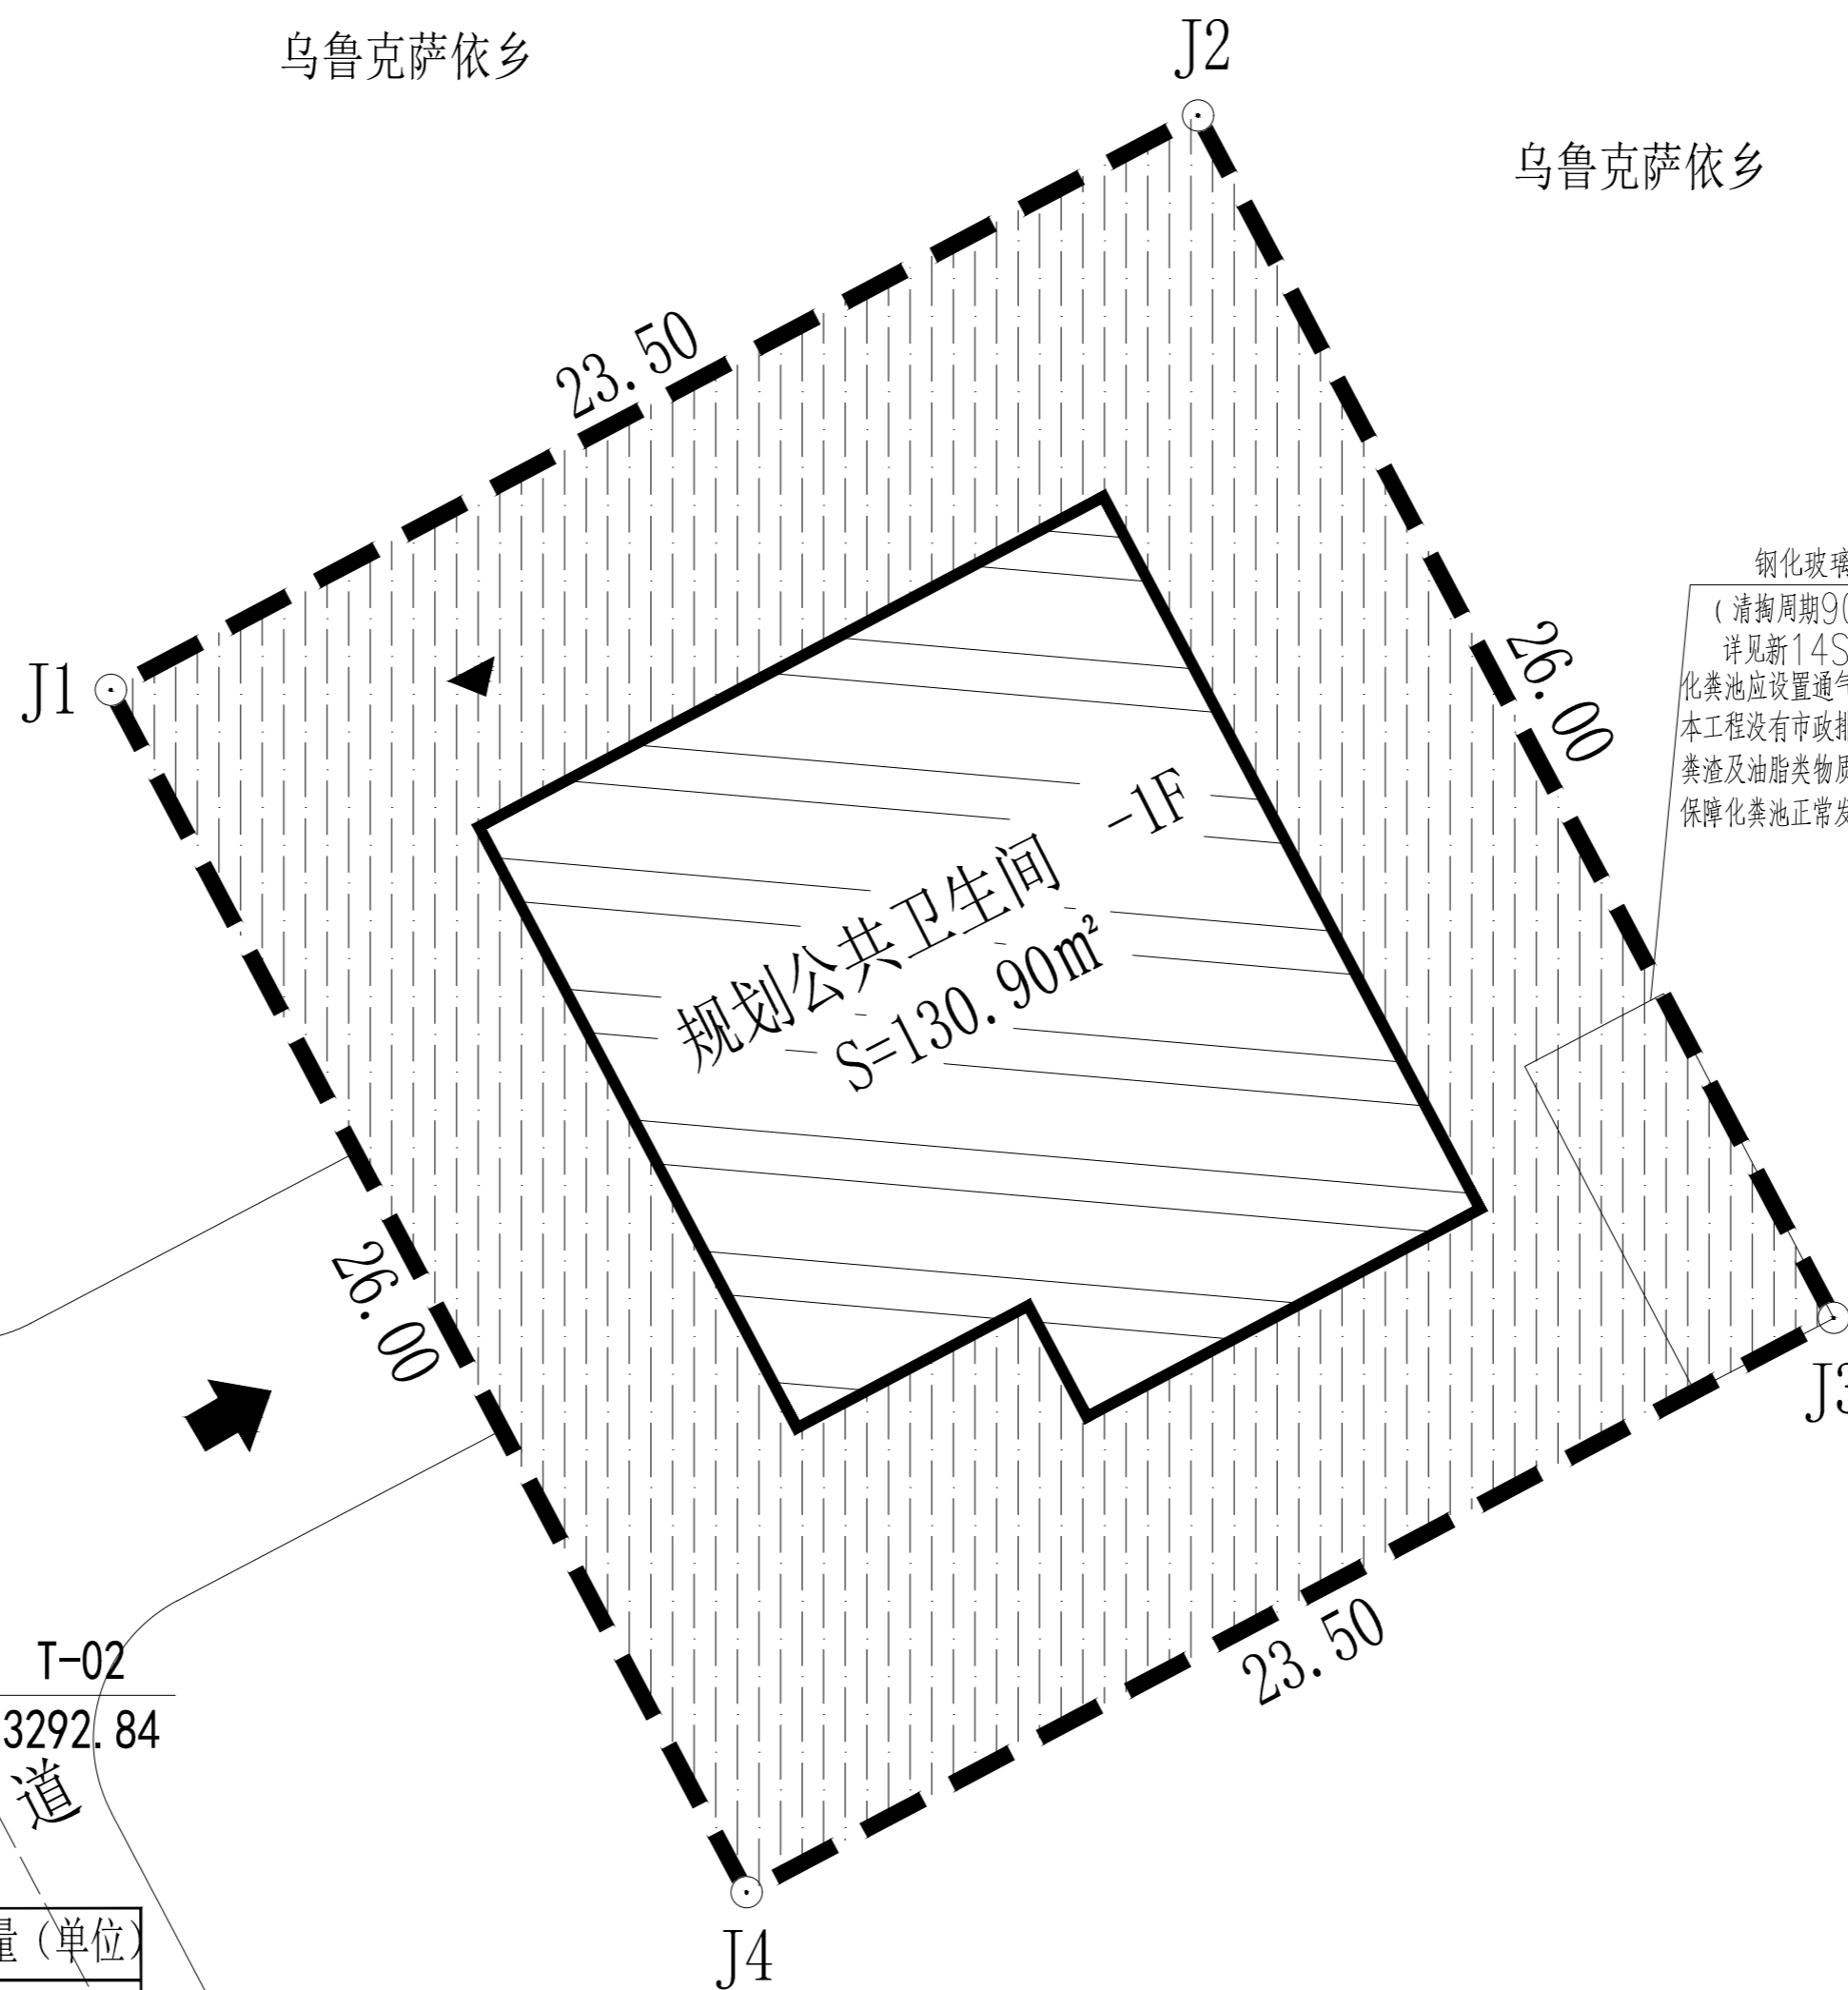 乌鲁克萨依乡
J2
乌鲁克萨依乡
23.50
钢化玻璃
(清掏周期90
详见新14S
化粪池应设置通气
本工程没有市政排
粪渣及油脂类物质
保障化粪池正常发
26.00
J1
规划公共卫生间 -1F
S=130.90m²
26.00
J3
23.50
T-02
3292.84
道
量(单位)
J4